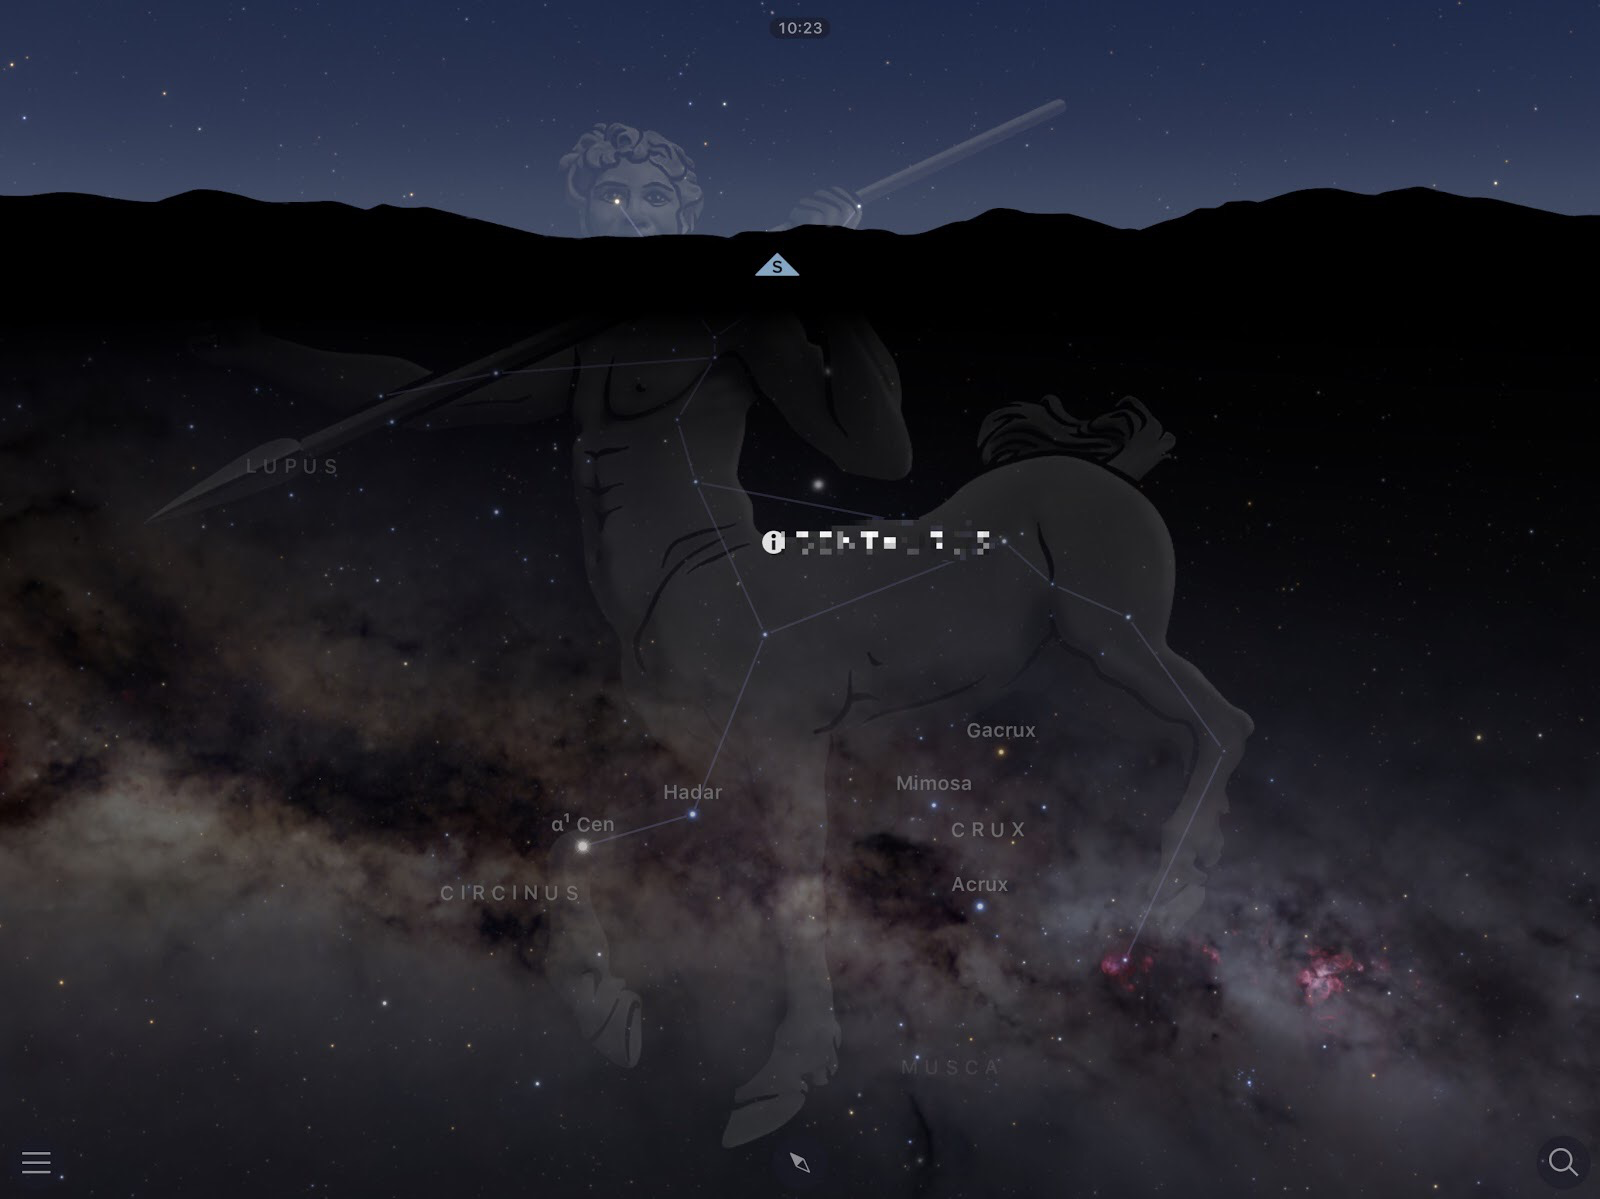 10:23
S
LUPUS
Gacrux
Mimosa
Hadar
α¹ Cen
CRUX
Acrux
CIRCINUS
MUSCA